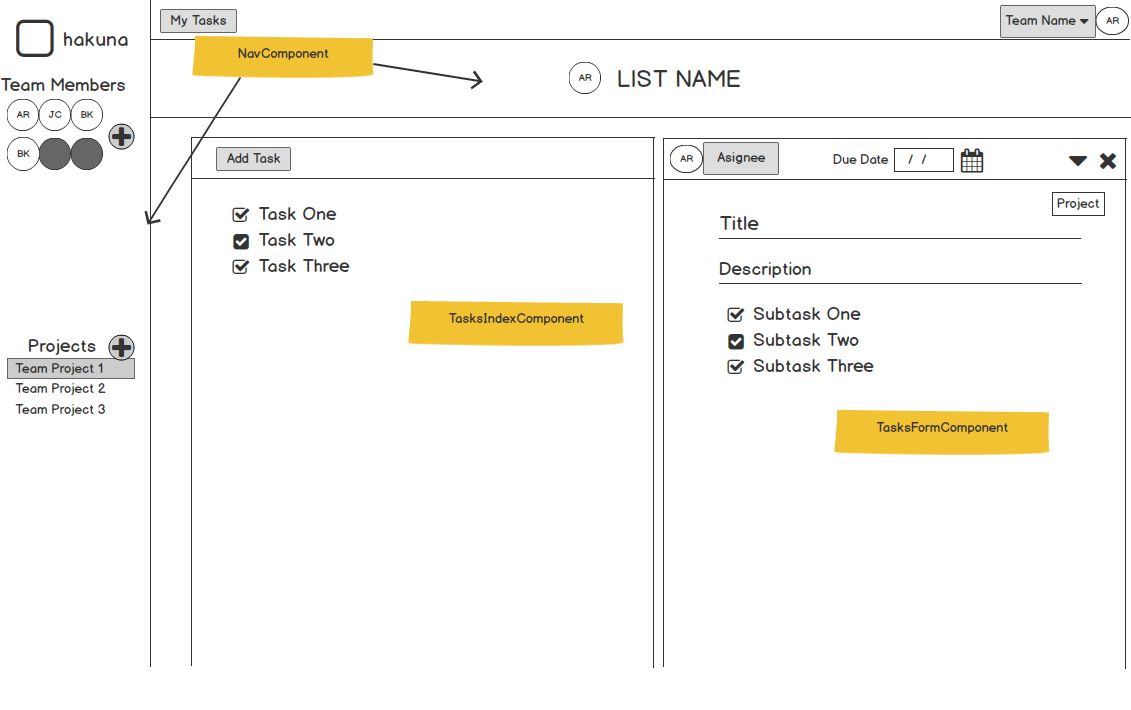 My Tasks
Team Name
AR
hakuna
NavComponent
AR
LIST NAME
Team Members
AR
JC
BK
BK
Add Task
Task One
Task Two
Task Three
TasksIndexComponent
AR
Asignee
Due Date
/ /
Project
Title
Description
Subtask One
Subtask Two
Subtask Three
TasksFormComponent
Projects
Team Project 1
Team Project 2
Team Project 3